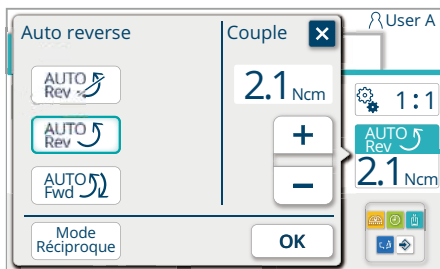 Auto reverse
Couple
User A
AUTO
Rev
2.1 Ncm
1:1
AUTO
Rev
+
AUTO
Rev
2.1 Ncm
AUTO
Fwd
−
Mode
Réciproque
OK